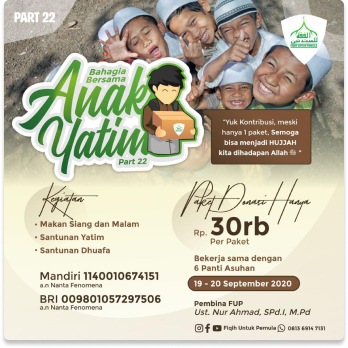 PART 22
Bahagia
Bersama
Anak
Yatim
Part 22
"Yuk Kontribusi, meski
hanya 1 paket, Semoga
bisa menjadi HUJJAH
kita dihadapan Allah ﷻ "
Kegiatan
• Makan Siang dan Malam
• Santunan Yatim
• Santunan Dhuafa
Mandiri 1140010674151
a.n Nanta Fenomena
BRI 009801057297506
a.n Nanta Fenomena
Paket Donasi Hanya
Rp. 30rb
Per Paket
Bekerja sama dengan
6 Panti Asuhan
19 - 20 September 2020
Pembina FUP
Ust. Nur Ahmad, SPd.I, M.Pd
Fiqih Untuk Pemula 0813 6914 7131